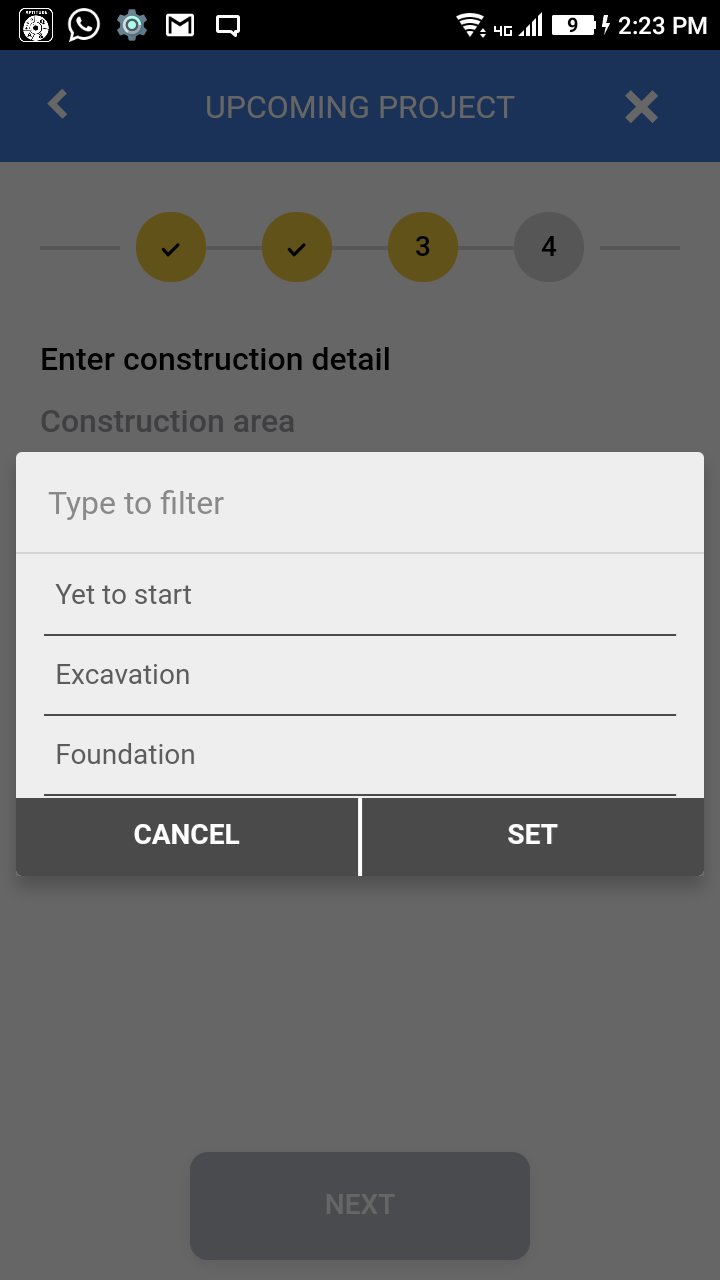 4G 9 2:23 PM
UPCOMING PROJECT
3 4
Enter construction detail
Construction area
Type to filter
Yet to start
Excavation
Foundation
CANCEL SET
NEXT